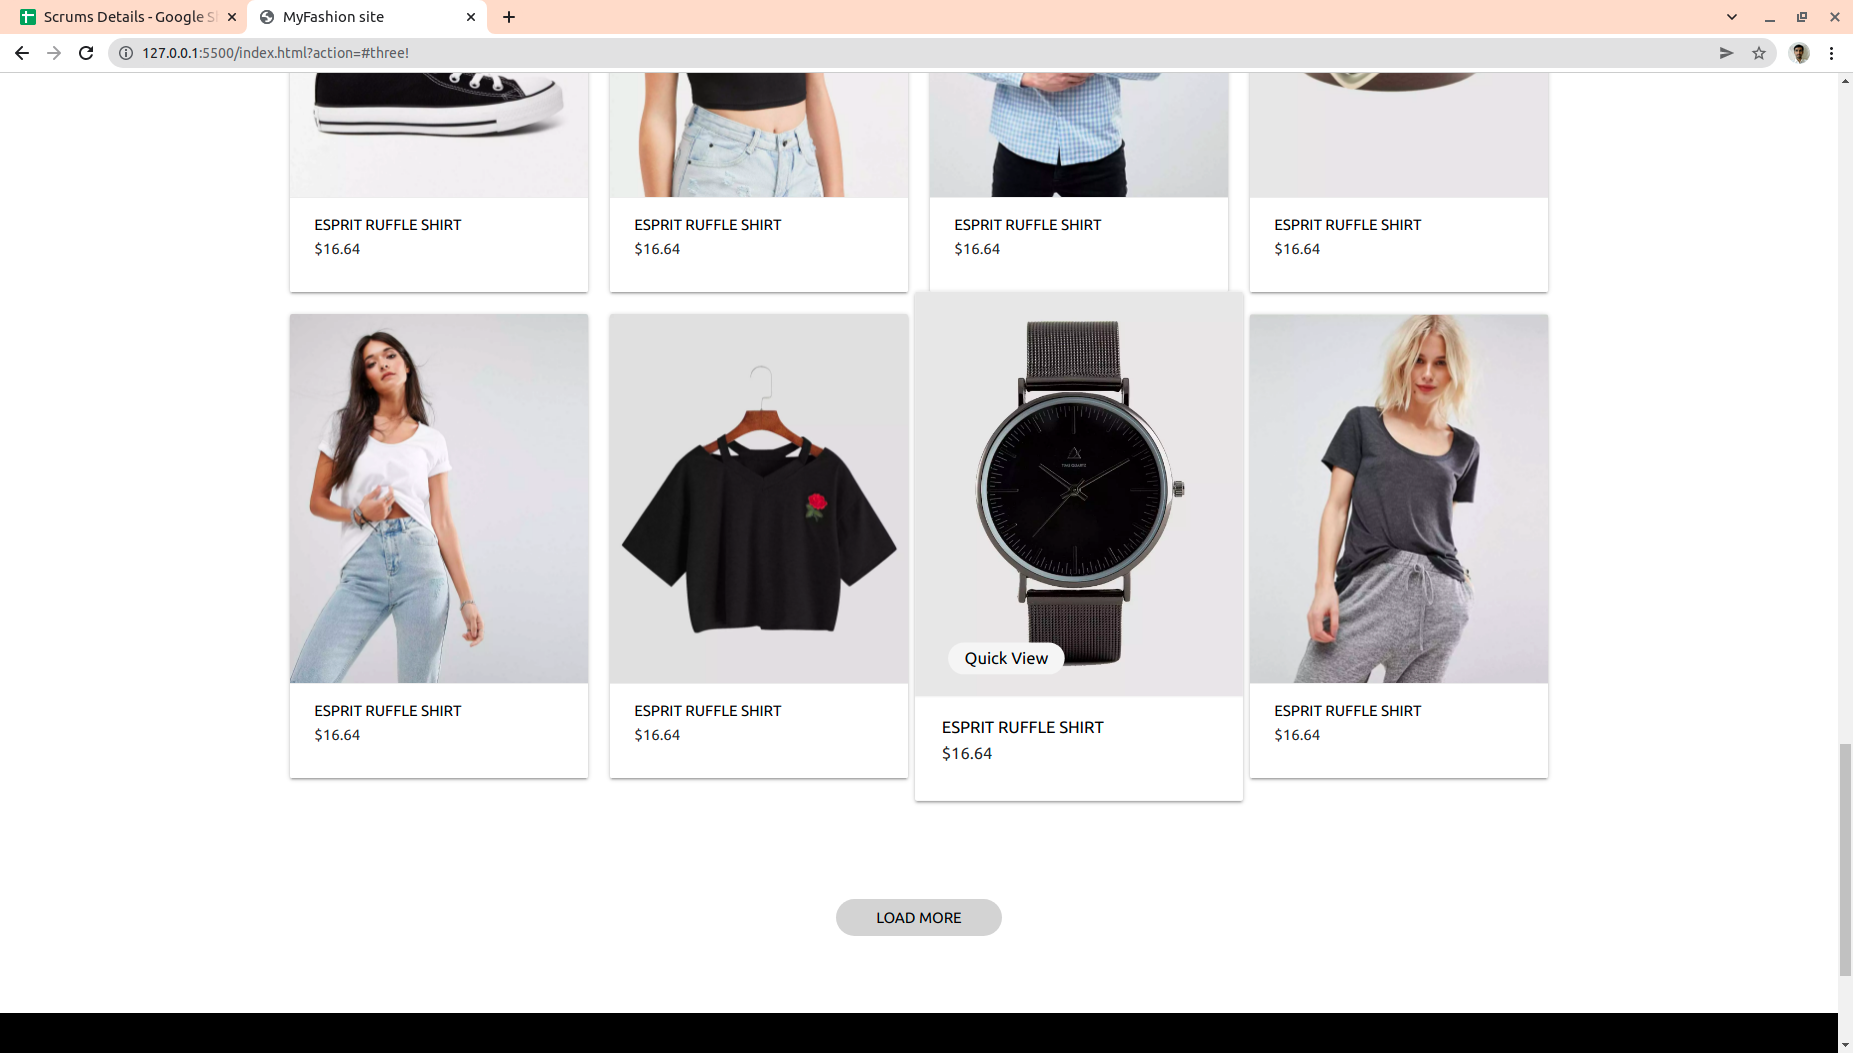 Scrums Details - Google S
MyFashion site
127.0.0.1:5500/index.html?action=#three!
ESPRIT RUFFLE SHIRT
$16.64
ESPRIT RUFFLE SHIRT
$16.64
ESPRIT RUFFLE SHIRT
$16.64
ESPRIT RUFFLE SHIRT
$16.64
Quick View
ESPRIT RUFFLE SHIRT
$16.64
ESPRIT RUFFLE SHIRT
$16.64
ESPRIT RUFFLE SHIRT
$16.64
ESPRIT RUFFLE SHIRT
$16.64
LOAD MORE